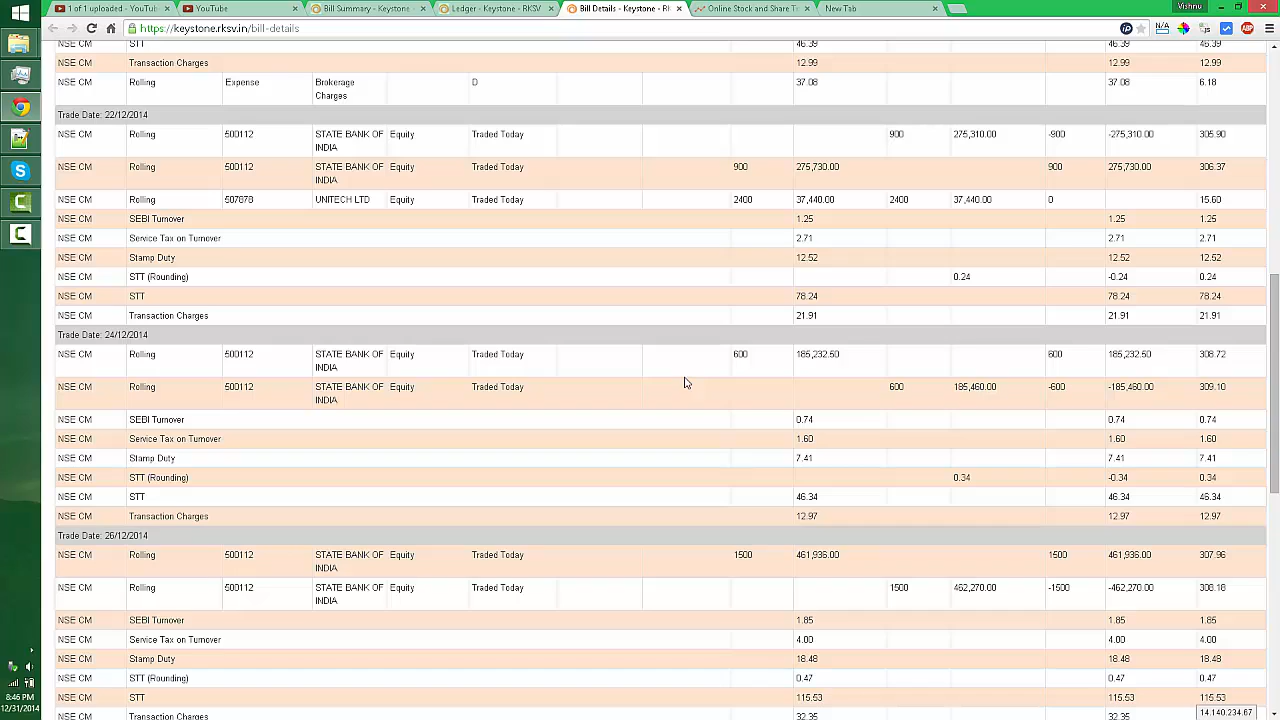 1 of 1 uploaded - YouTub
YouTube
Bill Summary - Keystone -
Ledger - Keystone - RKSV
Bill Details - Keystone - RI
Online Stock and Share Ti
New Tab
Vishnu
https://keystone.rksv.in/bill-details
NSE CM STT 46.39 46.39 46.39
NSE CM Transaction Charges 12.99 12.99 12.99
NSE CM Rolling Expense Brokerage D 37.08 37.08 6.18
Charges
Trade Date: 22/12/2014
NSE CM Rolling 500112 STATE BANK OF Equity Traded Today 900 275,310.00 -900 -275,310.00 305.90
INDIA
NSE CM Rolling 500112 STATE BANK OF Equity Traded Today 900 275,730.00 900 275,730.00 306.37
INDIA
NSE CM Rolling 507878 UNITECH LTD Equity Traded Today 2400 37,440.00 2400 37,440.00 0 15.60
NSE CM SEBI Turnover 1.25 1.25 1.25
NSE CM Service Tax on Turnover 2.71 2.71 2.71
NSE CM Stamp Duty 12.52 12.52 12.52
NSE CM STT (Rounding) 0.24 -0.24 0.24
NSE CM STT 78.24 78.24 78.24
NSE CM Transaction Charges 21.91 21.91 21.91
Trade Date: 24/12/2014
NSE CM Rolling 500112 STATE BANK OF Equity Traded Today 600 185,232.50 600 185,232.50 308.72
INDIA
NSE CM Rolling 500112 STATE BANK OF Equity Traded Today 600 185,460.00 -600 -185,460.00 309.10
INDIA
NSE CM SEBI Turnover 0.74 0.74 0.74
NSE CM Service Tax on Turnover 1.60 1.60 1.60
NSE CM Stamp Duty 7.41 7.41 7.41
NSE CM STT (Rounding) 0.34 -0.34 0.34
NSE CM STT 46.34 46.34 46.34
NSE CM Transaction Charges 12.97 12.97 12.97
Trade Date: 26/12/2014
NSE CM Rolling 500112 STATE BANK OF Equity Traded Today 1500 461,936.00 1500 461,936.00 307.96
INDIA
NSE CM Rolling 500112 STATE BANK OF Equity Traded Today 1500 462,270.00 -1500 -462,270.00 308.18
INDIA
NSE CM SEBI Turnover 1.85 1.85 1.85
NSE CM Service Tax on Turnover 4.00 4.00 4.00
NSE CM Stamp Duty 18.48 18.48 18.48
NSE CM STT (Rounding) 0.47 0.47 0.47
NSE CM STT 115.53 115.53 115.53
NSE CM Transaction Charges 32.35 32.35 32.35
14.140.234.67
8:46 PM
12/31/2014